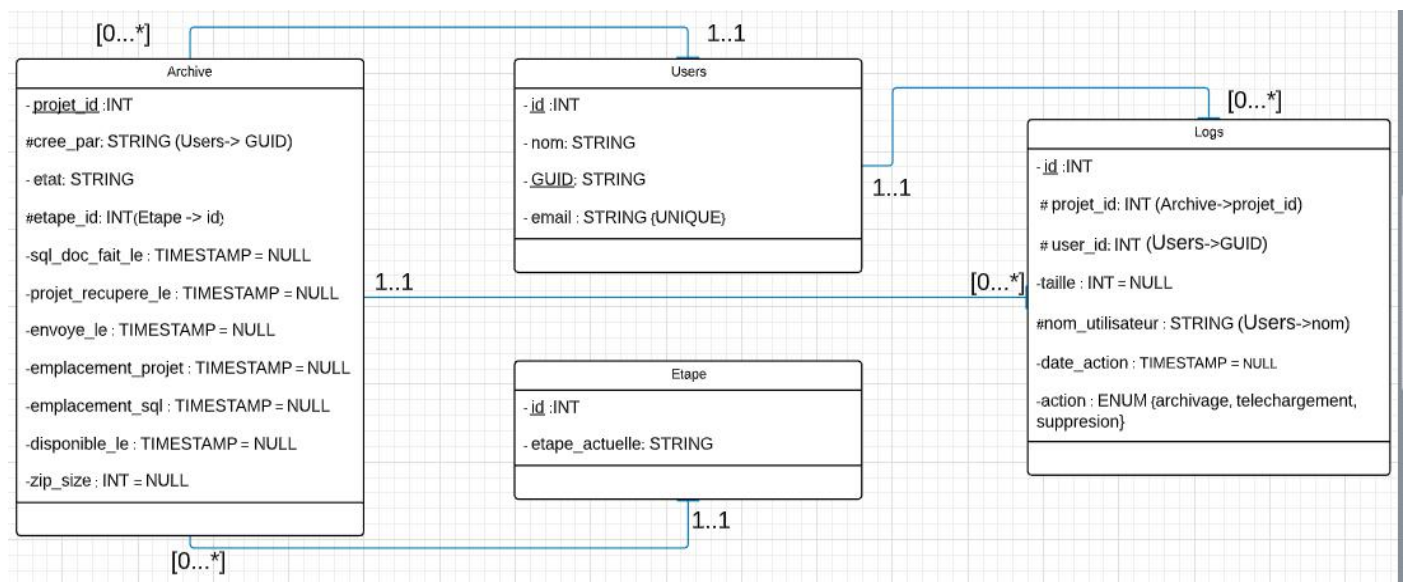 [0...*]
1..1
Archive
- projet_id :INT
#cree_par: STRING (Users-> GUID)
- etat: STRING
#etape_id: INT(Etape -> id)
-sql_doc_fait_le : TIMESTAMP = NULL
-projet_recupere_le : TIMESTAMP = NULL
-envoye_le : TIMESTAMP = NULL
-emplacement_projet : TIMESTAMP = NULL
-emplacement_sql : TIMESTAMP = NULL
-disponible_le : TIMESTAMP = NULL
-zip_size : INT = NULL
Users
- id :INT
- nom: STRING
- GUID: STRING
- email : STRING {UNIQUE}
1..1
[0...*]
Logs
- id :INT
# projet_id: INT (Archive->projet_id)
# user_id: INT (Users->GUID)
-taille : INT = NULL
#nom_utilisateur : STRING (Users->nom)
-date_action : TIMESTAMP = NULL
-action : ENUM {archivage, telechargement,
suppresion}
1..1
[0...*]
Etape
- id :INT
- etape_actuelle: STRING
1..1
[0...*]